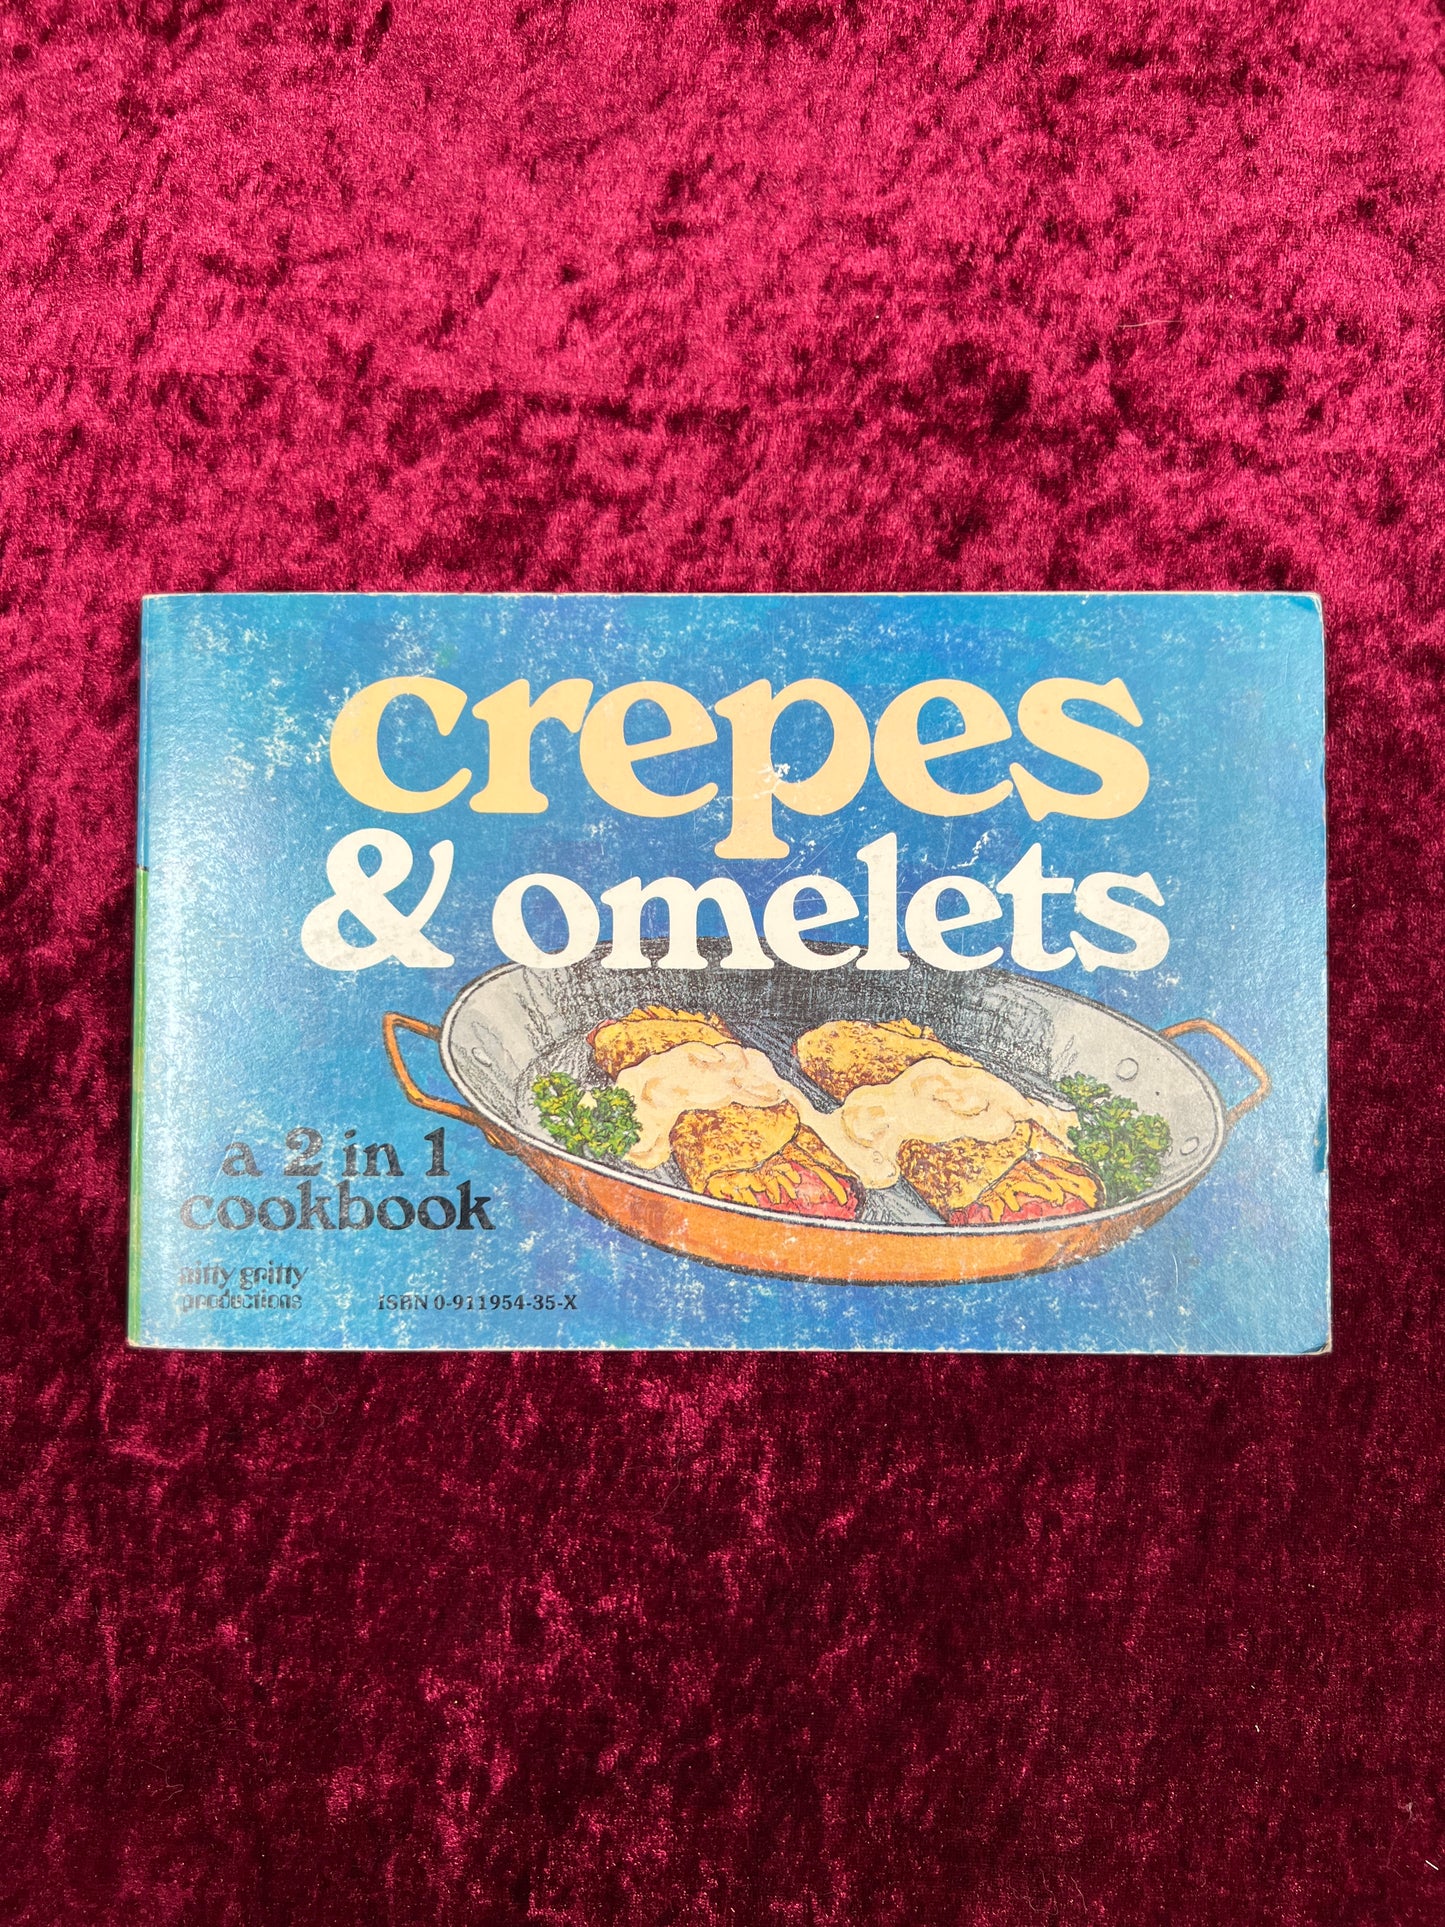 crepes
& omelets
a 2 in 1
cookbook
nitty gritty
productions
ISBN 0-911954-35-X